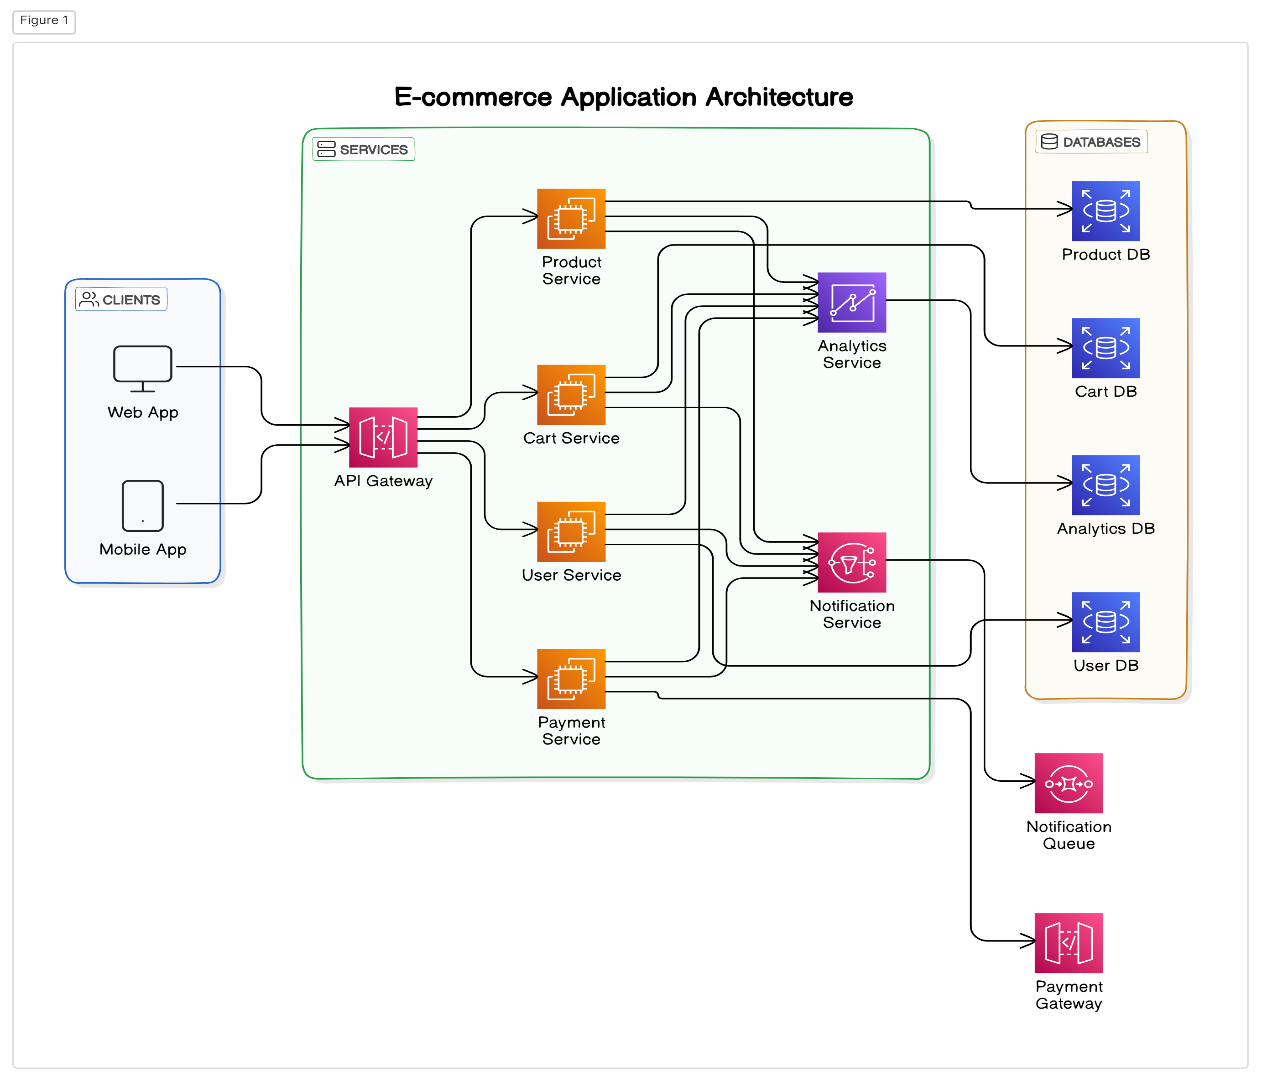 Figure 1
E-commerce Application Architecture
SERVICES
DATABASES
CLIENTS
Web App
Mobile App
API Gateway
Product
Service
Cart Service
User Service
Payment
Service
Analytics
Service
Notification
Service
Product DB
Cart DB
Analytics DB
User DB
Notification
Queue
Payment
Gateway